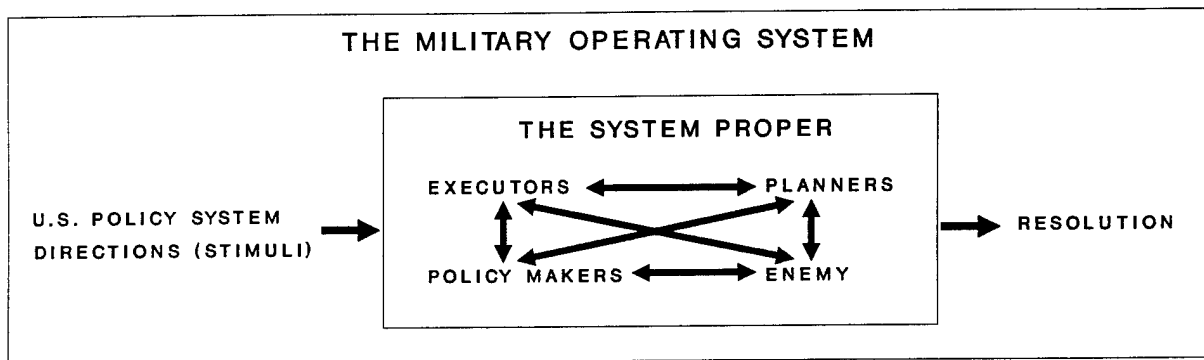 THE MILITARY OPERATING SYSTEM
THE SYSTEM PROPER
EXECUTORS PLANNERS
U.S. POLICY SYSTEM
DIRECTIONS (STIMULI)
RESOLUTION
POLICY MAKERS ENEMY